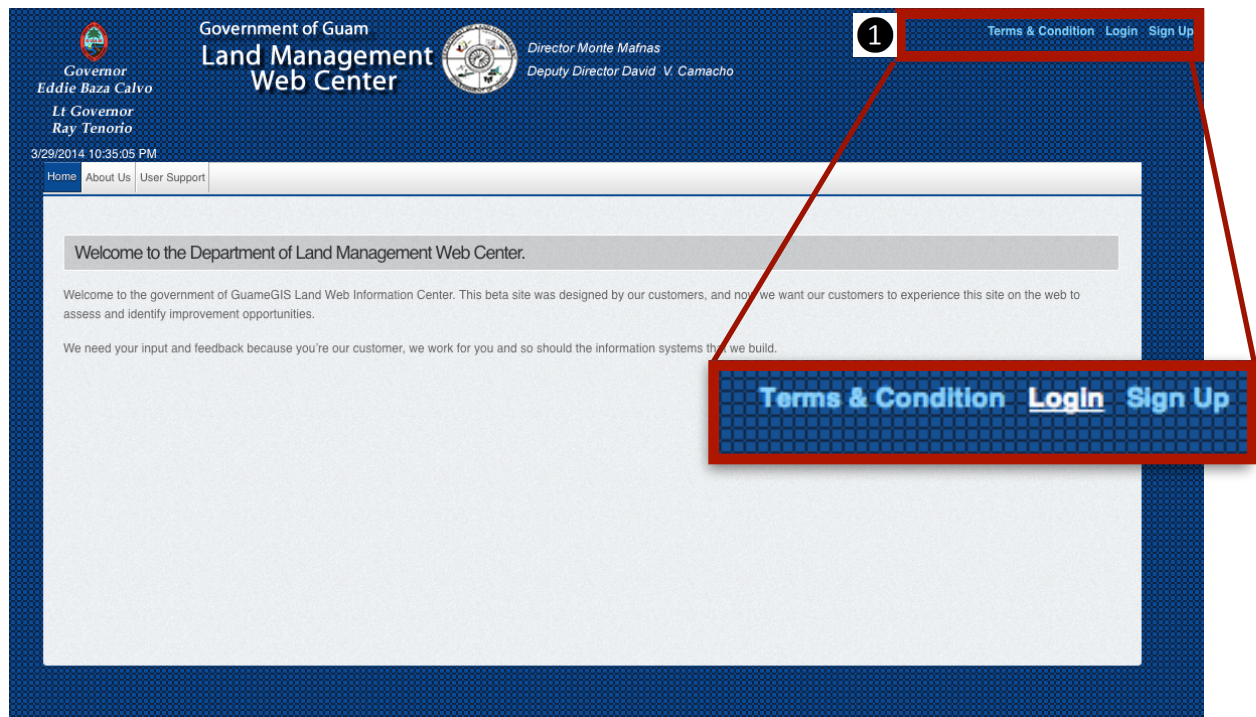 Governor
Eddie Baza Calvo
Lt Governor
Ray Tenorio
3/29/2014 10:35:05 PM
Government of Guam
Land Management
Web Center
Director Monte Mafnas
Deputy Director David V. Camacho
1
Terms & Condition Login Sign Up
Home About Us User Support
Welcome to the Department of Land Management Web Center.
Welcome to the government of GuameGIS Land Web Information Center. This beta site was designed by our customers, and now we want our customers to experience this site on the web to
assess and identify improvement opportunities.
We need your input and feedback because you're our customer, we work for you and so should the information systems that we build.
Terms & Condition Login Sign Up